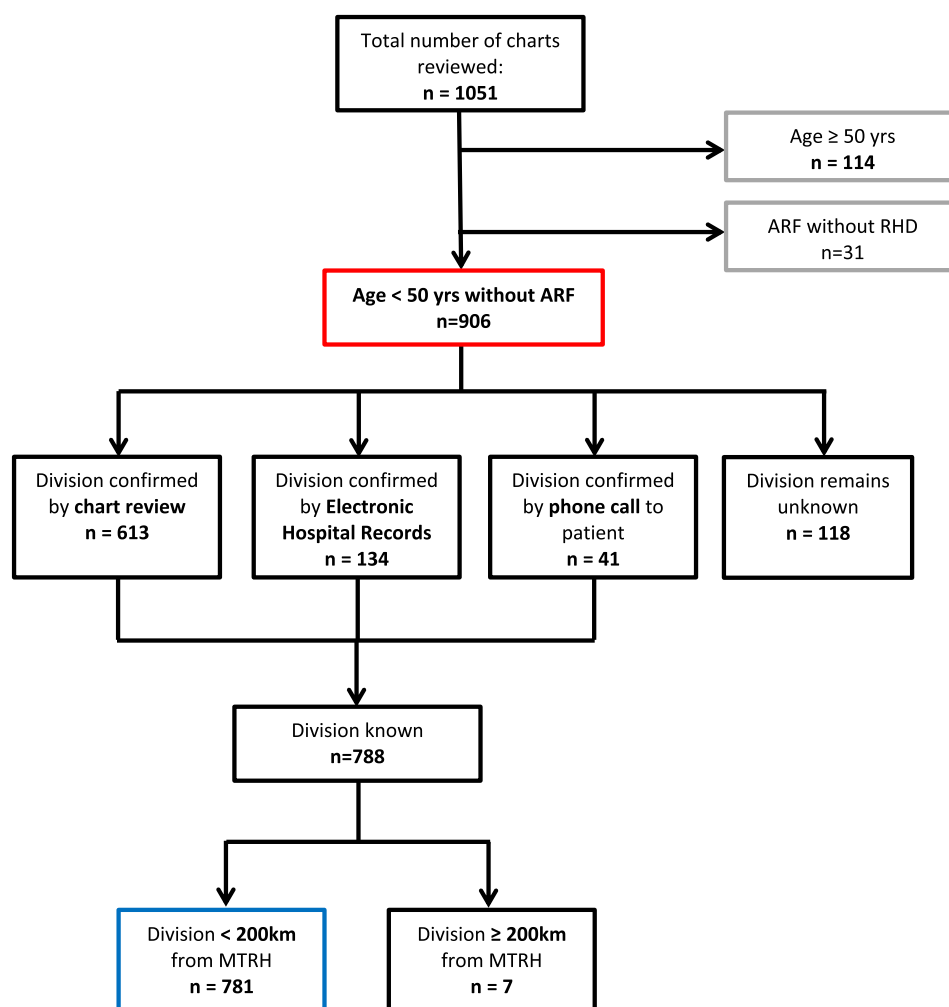 Total number of charts
reviewed:
n = 1051
Age ≥ 50 yrs
n = 114
ARF without RHD
n=31
Age < 50 yrs without ARF
n=906
Division confirmed
by chart review
n = 613
Division confirmed
by Electronic
Hospital Records
n = 134
Division confirmed
by phone call to
patient
n = 41
Division remains
unknown
n = 118
Division known
n=788
Division < 200km
from MTRH
n = 781
Division ≥ 200km
from MTRH
n = 7